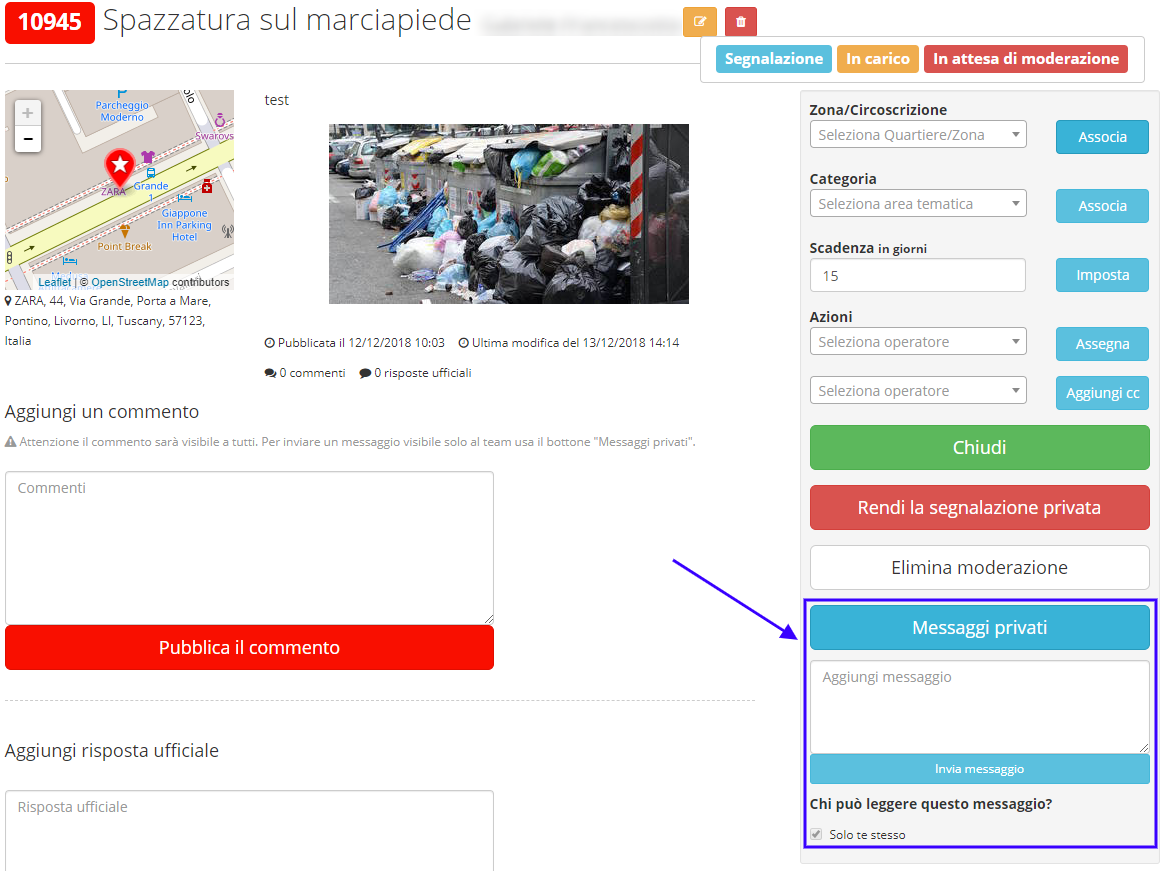 10945 Spazzatura sul marciapiede
Segnalazione In carico In attesa di moderazione
Parcheggio
Moderno
Swarovs
ZARA
Grande
1
Giappone
Inn Parking
Hotel
Point Break
+
−
Leaflet | © OpenStreetMap contributors
ZARA, 44, Via Grande, Porta a Mare,
Pontino, Livorno, LI, Tuscany, 57123,
Italia
test
Pubblicata il 12/12/2018 10:03 Ultima modifica del 13/12/2018 14:14
0 commenti 0 risposte ufficiali
Aggiungi un commento
Attenzione il commento sarà visibile a tutti. Per inviare un messaggio visibile solo al team usa il bottone "Messaggi privati".
Commenti
Pubblica il commento
Aggiungi risposta ufficiale
Risposta ufficiale
Zona/Circoscrizione
Seleziona Quartiere/Zona Associa
Categoria
Seleziona area tematica Associa
Scadenza in giorni
15 Imposta
Azioni
Seleziona operatore Assegna
Seleziona operatore Aggiungi cc
Chiudi
Rendi la segnalazione privata
Elimina moderazione
Messaggi privati
Aggiungi messaggio
Invia messaggio
Chi può leggere questo messaggio?
Solo te stesso